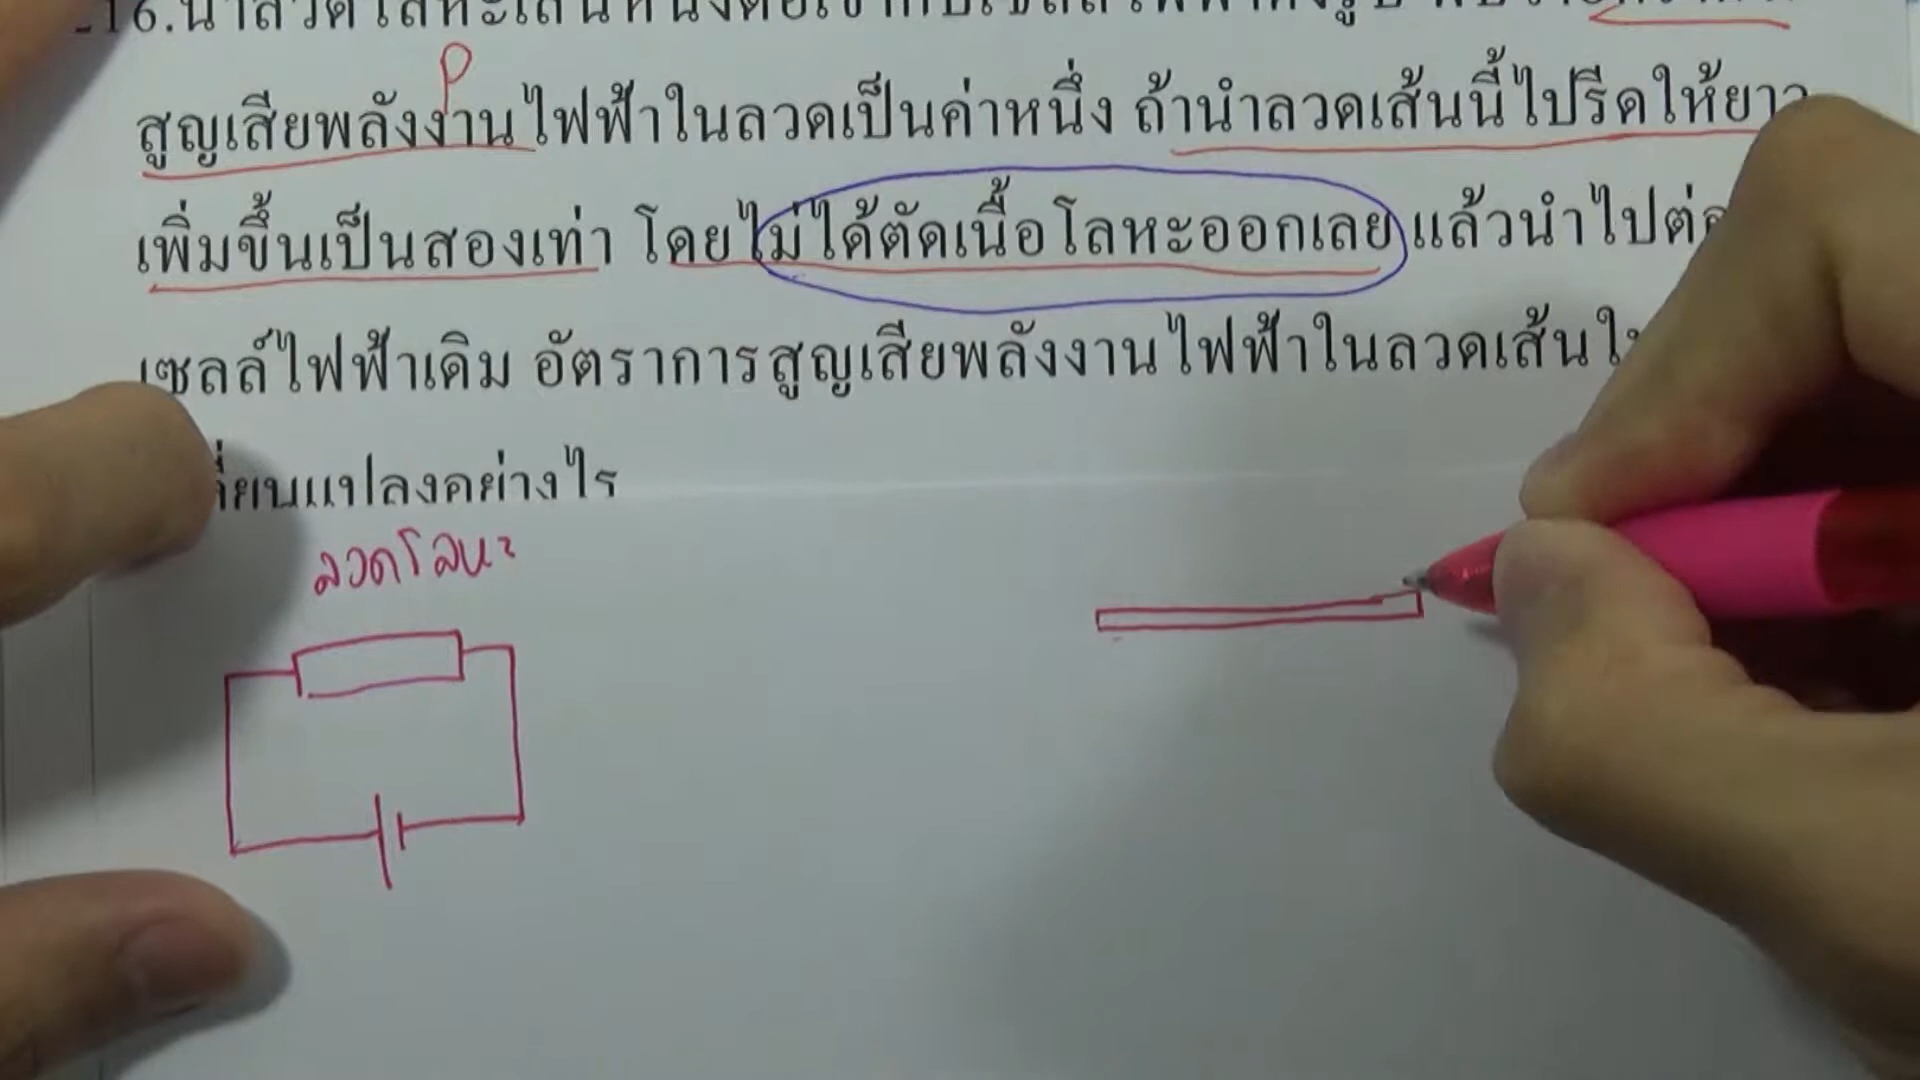 P
สูญเสียพลังงานไฟฟ้าในลวดเป็นค่าหนึ่ง ถ้านำลวดเส้นนี้ไปรีดให้ยาว
เพิ่มขึ้นเป็นสองเท่า โดยไม่ได้ตัดเนื้อโลหะออกเลย แล้วนำไปต่อ
เซลล์ไฟฟ้าเดิม อัตราการสูญเสียพลังงานไฟฟ้าในลวดเส้น
แปลงอย่างไร
ลวดโลหะ